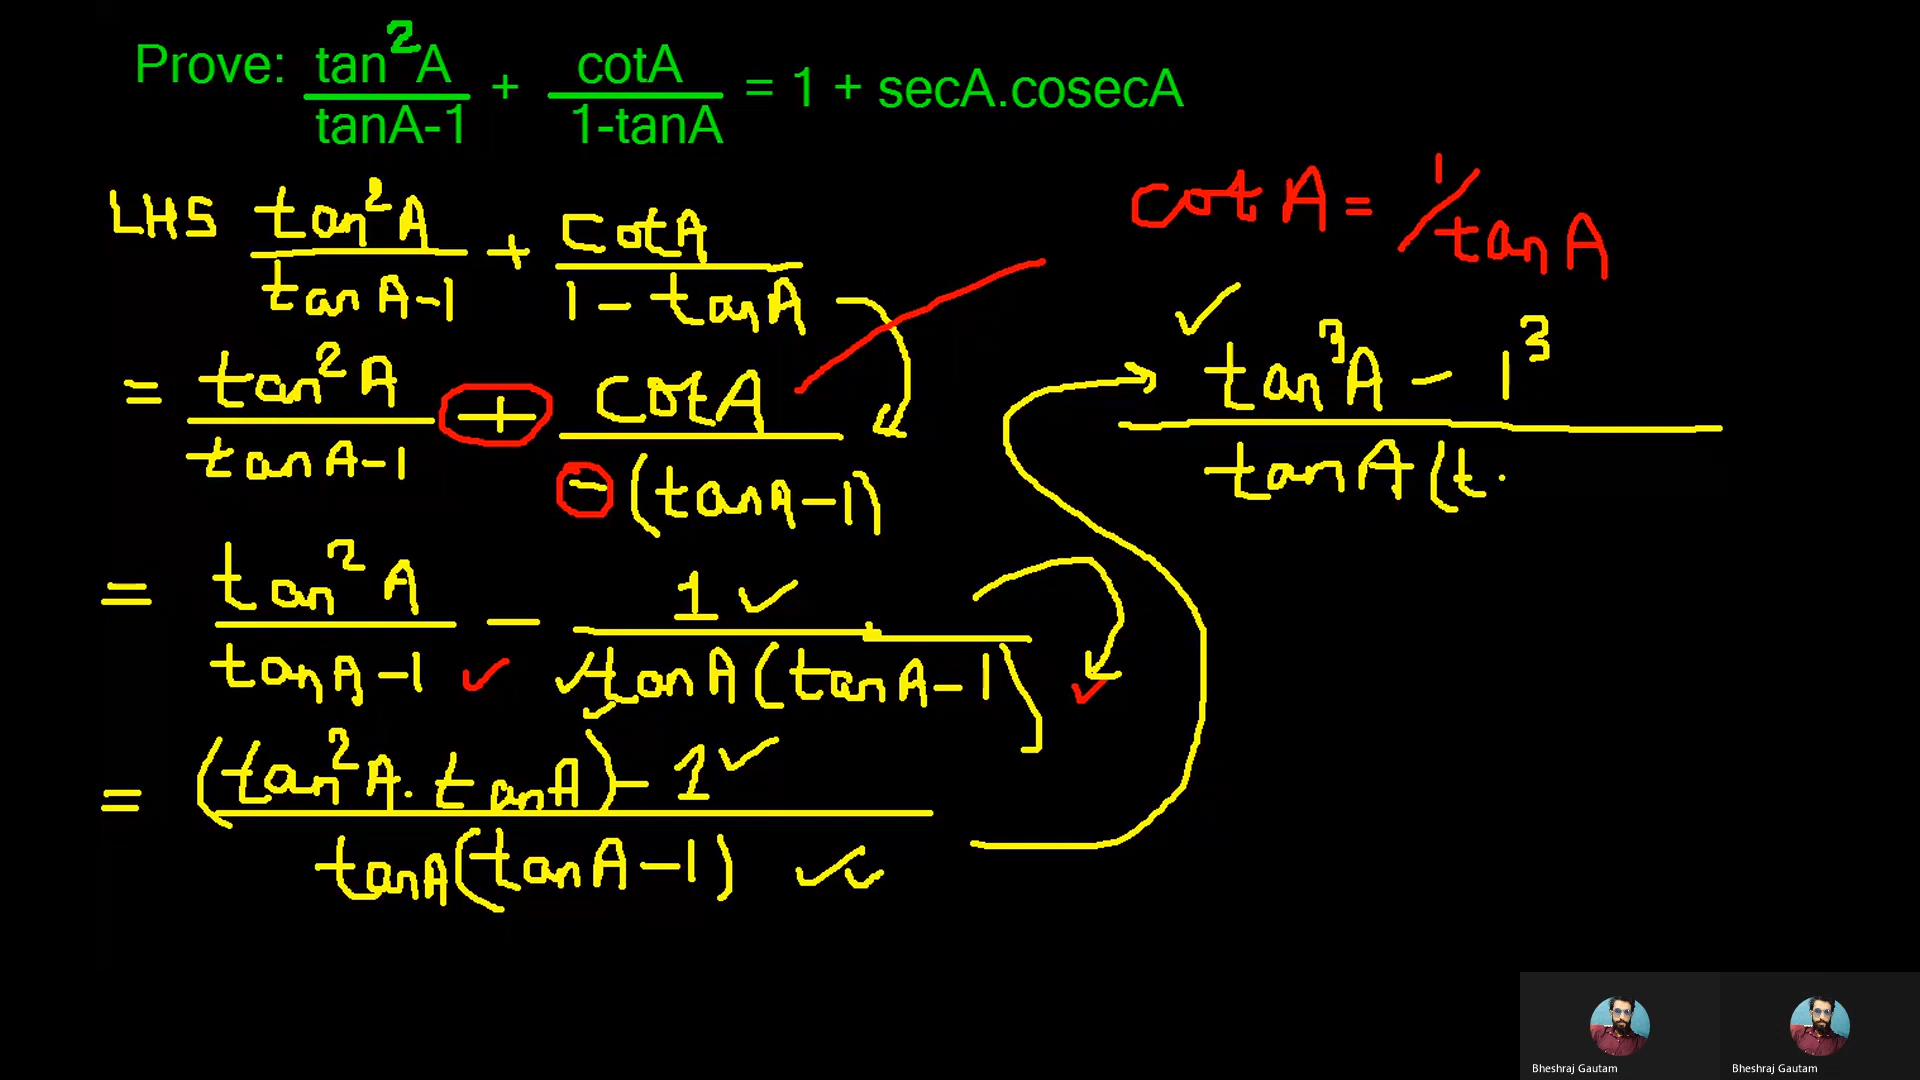 Prove: tan²A/tanA-1 + cotA/1-tanA = 1 + secA.cosecA
LHS tan²A/tanA-1 + cotA/1-tanA
= tan²A/tanA-1 + cotA/-(tanA-1)
= tan²A/tanA-1 - 1/tanA(tanA-1)
= (tan²A.tanA)-1/tanA(tanA-1)
cotA = 1/tanA
tan³A - 1³/tanA(t.
Bheshraj Gautam
Bheshraj Gautam